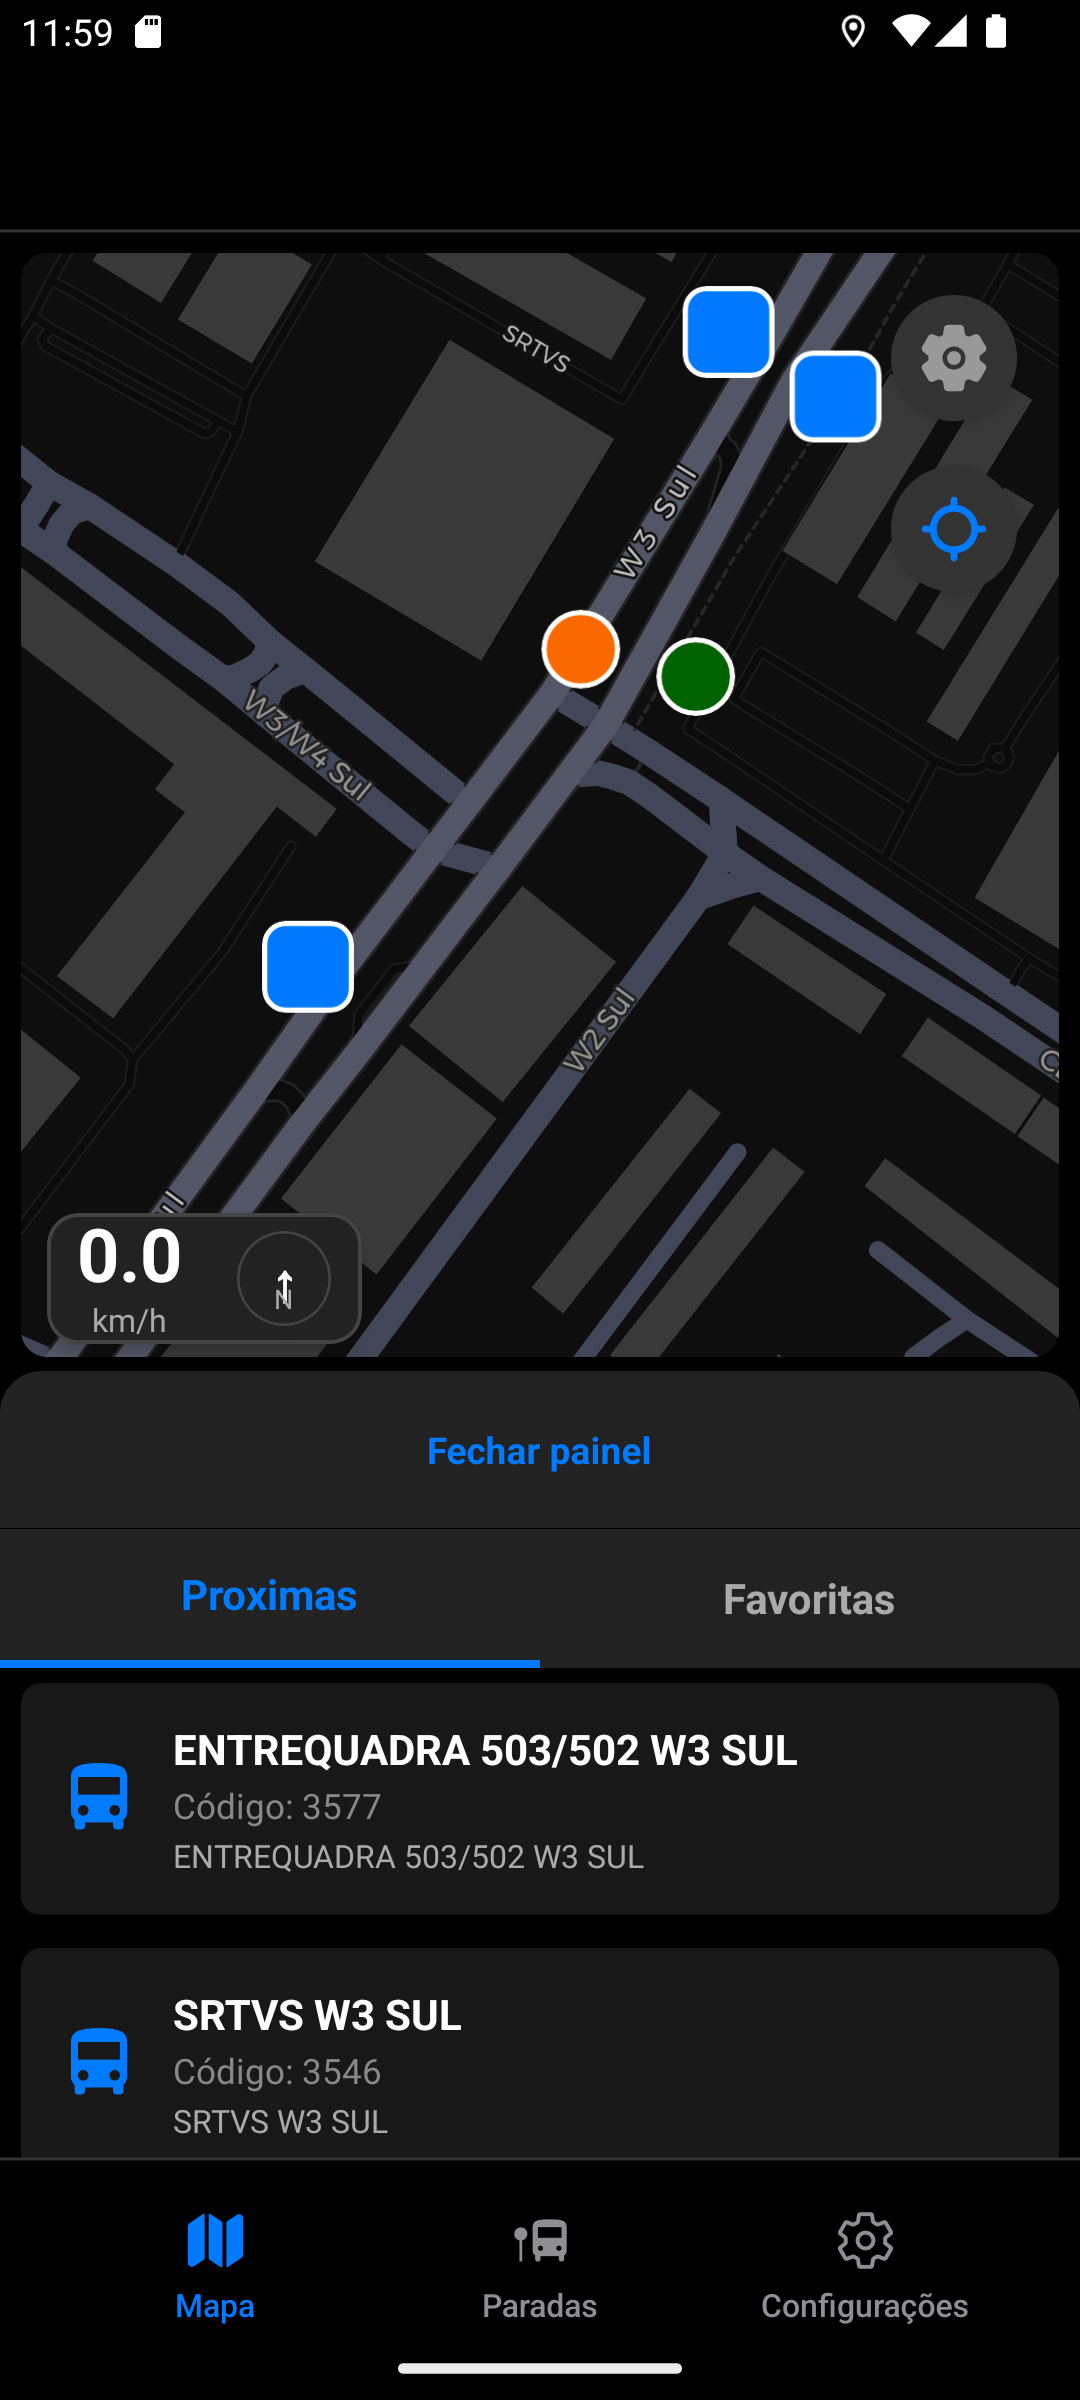 11:59
SRTVS
W3 Sul
W3/W4 Sul
W2 Sul
0.0
km/h
N
Fechar painel
Proximas
Favoritas
ENTREQUADRA 503/502 W3 SUL
Código: 3577
ENTREQUADRA 503/502 W3 SUL
SRTVS W3 SUL
Código: 3546
SRTVS W3 SUL
Mapa
Paradas
Configurações